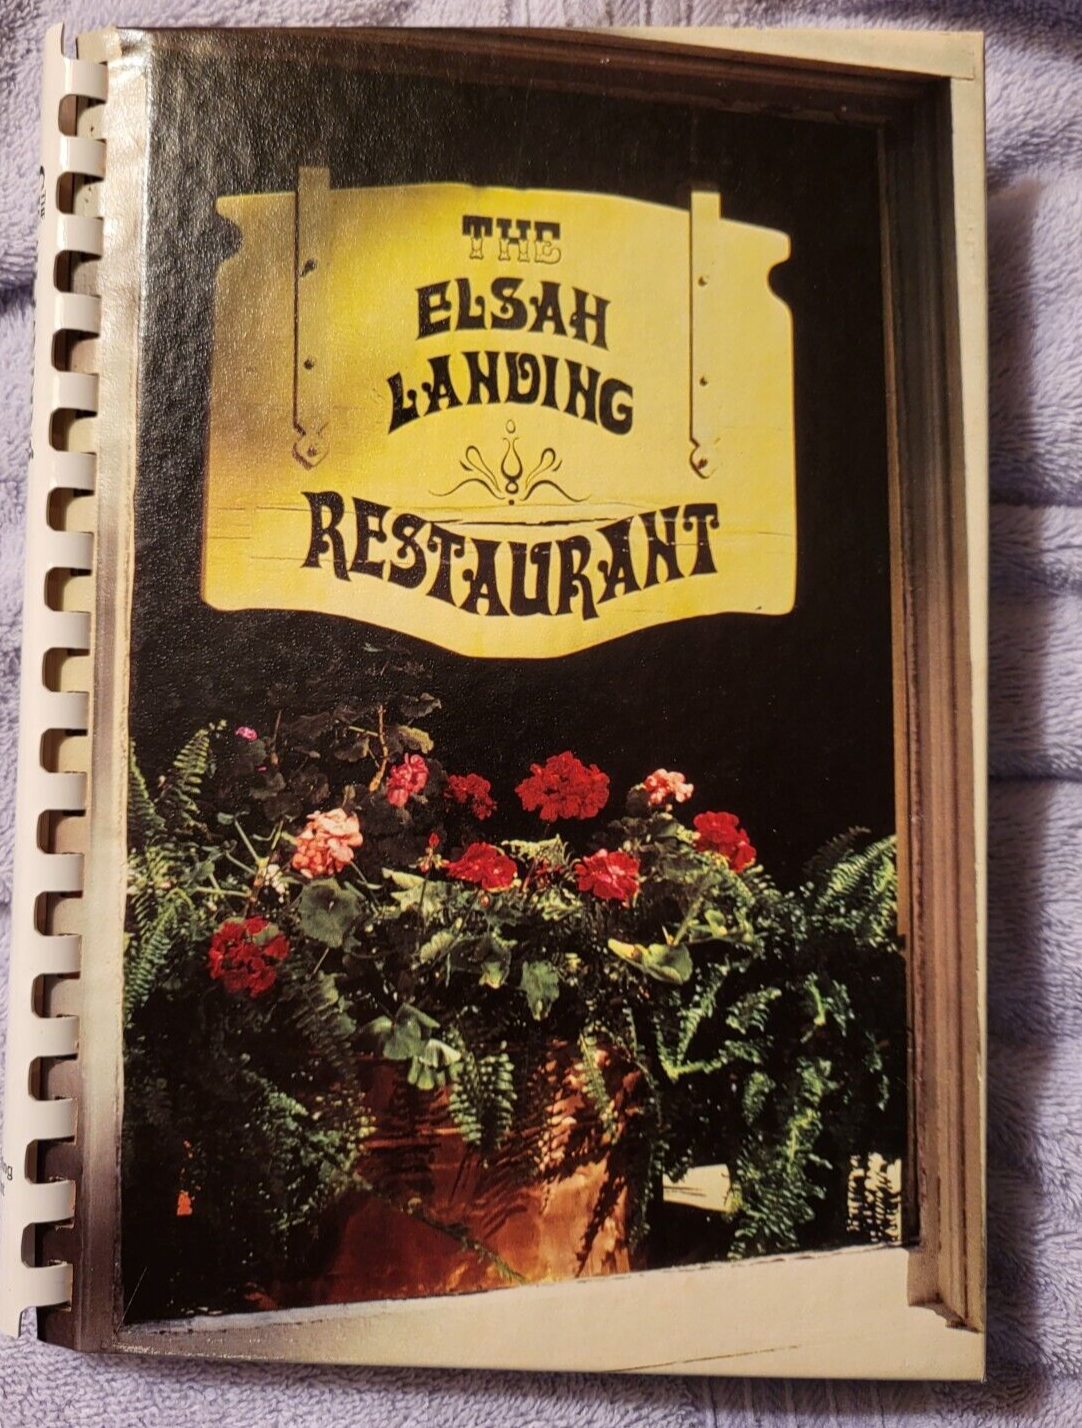 THE
ELSAH
LANDING
RESTAURANT